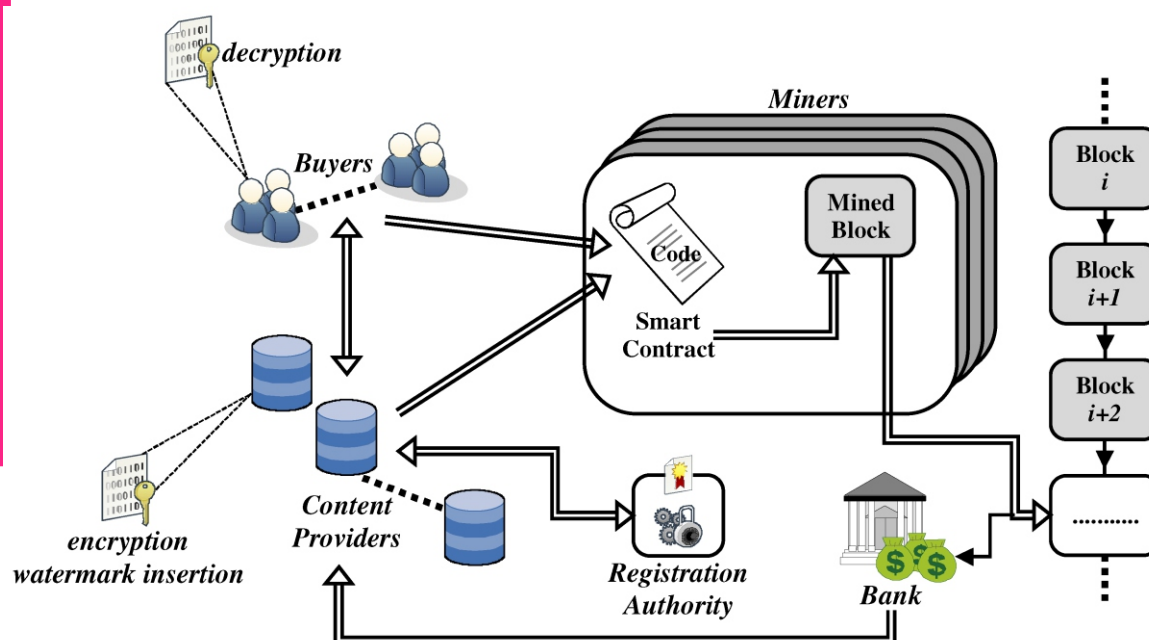 decryption
Buyers
Miners
Code
Smart
Contract
Mined
Block
Block
i
Block
i+1
Block
i+2
...........
Content
Providers
encryption
watermark insertion
Registration
Authority
Bank
$ $ $